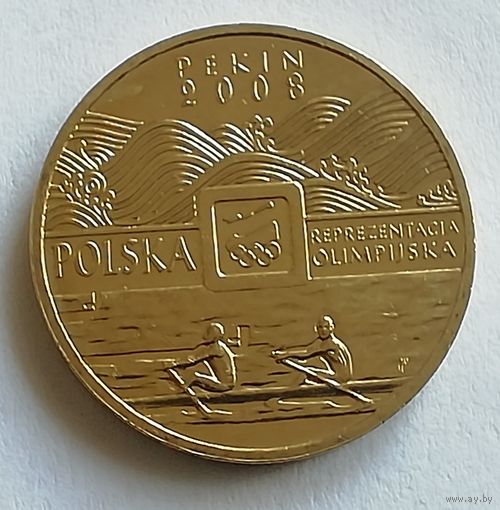 PEKIN
2008
POLSKA
REPREZENTACJA
OLIMPIJSKA
www.ay.by